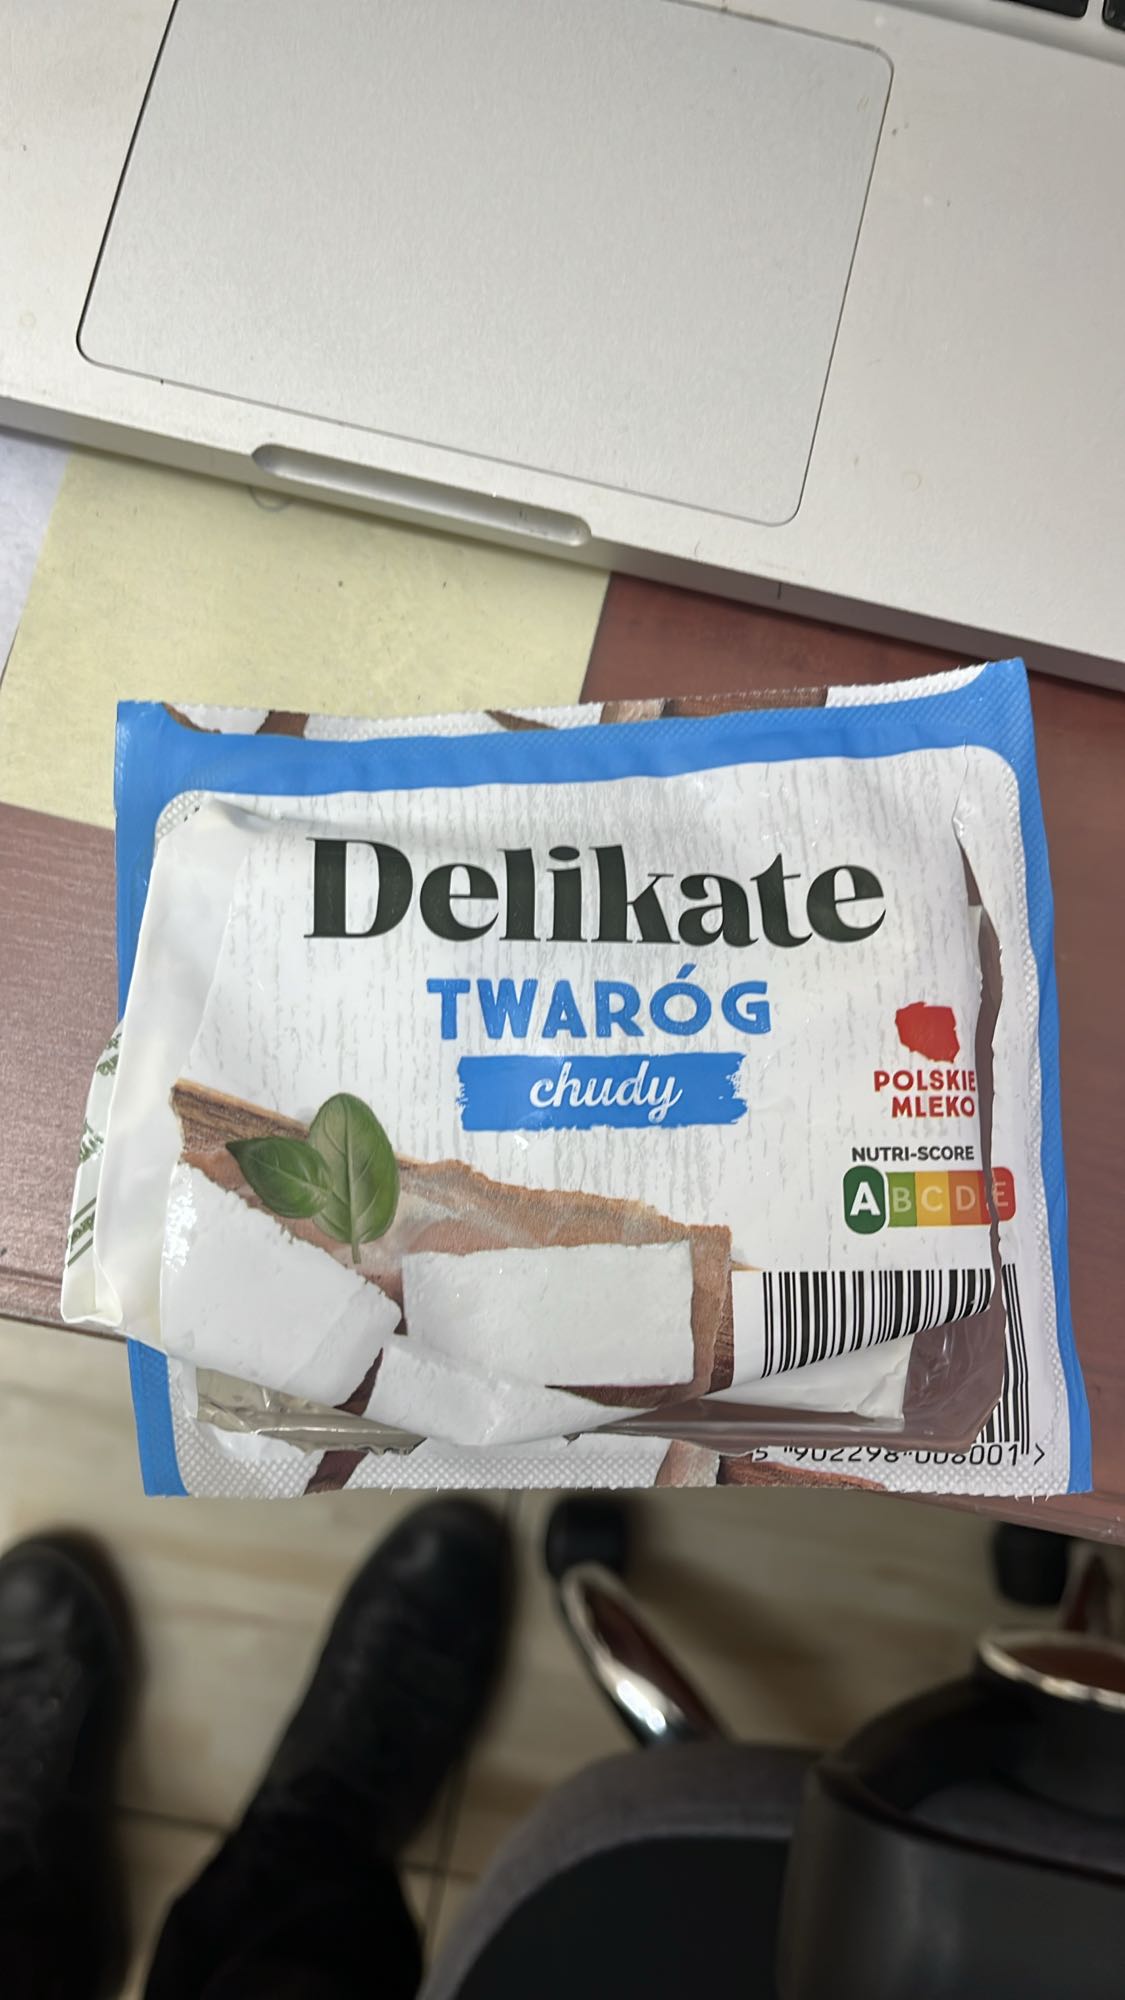 Delikate
TWARÓG
chudy
POLSKIE
MLEKO
NUTRI-SCORE
A B C D E